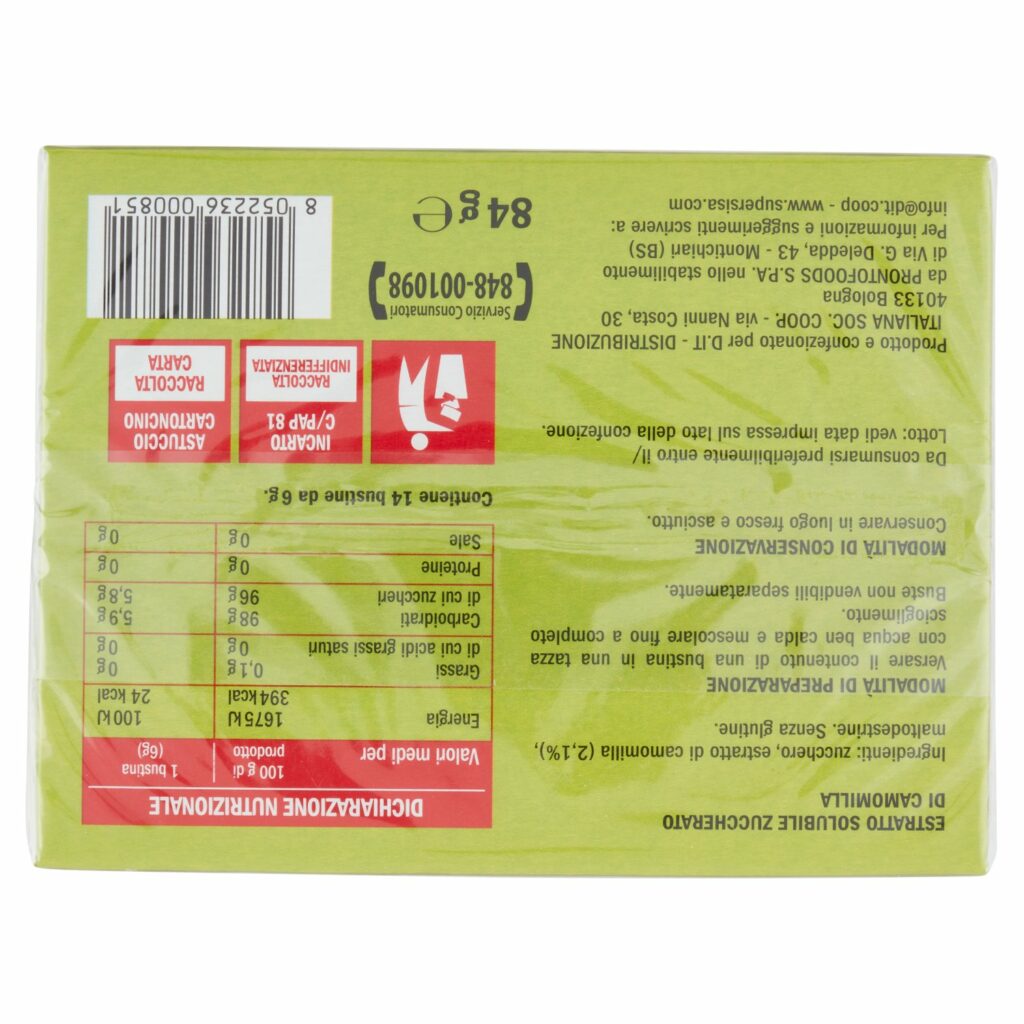 ESTRATTO SOLUBILE ZUCCHERATO
DI CAMOMILLA
Ingredienti: zucchero, estratto di camomilla (2,1%),
maltodestrine. Senza glutine.
MODALITÀ DI PREPARAZIONE
Versare il contenuto di una bustina in una tazza
con acqua ben calda e mescolare fino a completo
scioglimento.
Buste non vendibili separatamente.
MODALITÀ DI CONSERVAZIONE
Conservare in luogo fresco e asciutto.
Da consumarsi preferibilmente entro il/
Lotto: vedi data impressa sul lato della confezione.
Prodotto e confezionato per D.IT - DISTRIBUZIONE
ITALIANA SOC. COOP. - via Nanni Costa, 30
40133 Bologna
da PRONTOFOODS S.P.A. nello stabilimento
di Via G. Deledda, 43 - Montichiari (BS)
Per informazioni e suggerimenti scrivere a:
info@dit.coop - www.supersisa.com
DICHIARAZIONE NUTRIZIONALE
Valori medi per 100 g di prodotto 1 bustina (6g)
Energia 1675 kJ 100 kJ
394 kcal 24 kcal
Grassi 0,1 g 0 g
di cui acidi grassi saturi 0 g 0 g
Carboidrati 98 g 5,9 g
di cui zuccheri 96 g 5,8 g
Proteine 0 g 0 g
Sale 0 g 0 g
Contiene 14 bustine da 6 g.
INCARTO
C/PAP 81
RACCOLTA
INDIFFERENZIATA
ASTUCCIO
CARTONCINO
RACCOLTA
CARTA
Servizio Consumatori
848-001098
84 g e
8 052236 000851